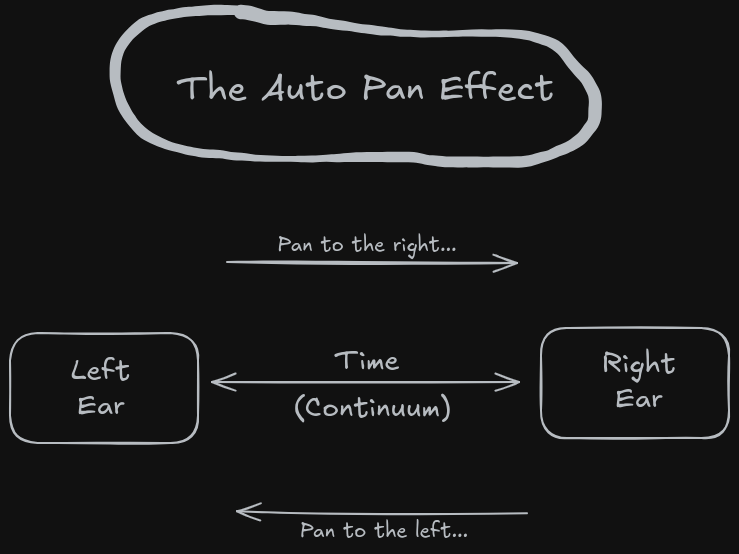 The Auto Pan Effect
Pan to the right...
Left
Ear
Time
(Continuum)
Right
Ear
Pan to the left...